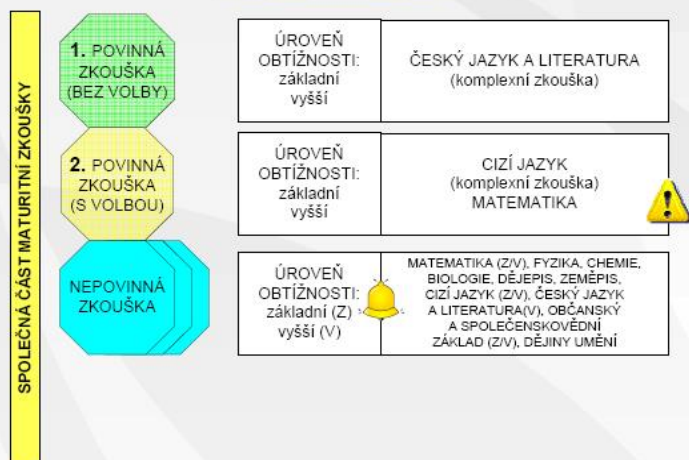 SPOLEČNÁ ČÁST MATURITNÍ ZKOUŠKY
1. POVINNÁ
ZKOUŠKA
(BEZ VOLBY)
ÚROVEŇ
OBTÍŽNOSTI:
základní
vyšší
ČESKÝ JAZYK A LITERATURA
(komplexní zkouška)
2. POVINNÁ
ZKOUŠKA
(S VOLBOU)
ÚROVEŇ
OBTÍŽNOSTI:
základní
vyšší
CIZÍ JAZYK
(komplexní zkouška)
MATEMATIKA
NEPOVINNÁ
ZKOUŠKA
ÚROVEŇ
OBTÍŽNOSTI:
základní (Z)
vyšší (V)
MATEMATIKA (Z/V), FYZIKA, CHEMIE,
BIOLOGIE, DĚJEPIS, ZEMĚPIS,
CIZÍ JAZYK (Z/V), ČESKÝ JAZYK
A LITERATURA(V), OBČANSKÝ
A SPOLEČENSKOVĚDNÍ
ZÁKLAD (Z/V), DĚJINY UMĚNÍ